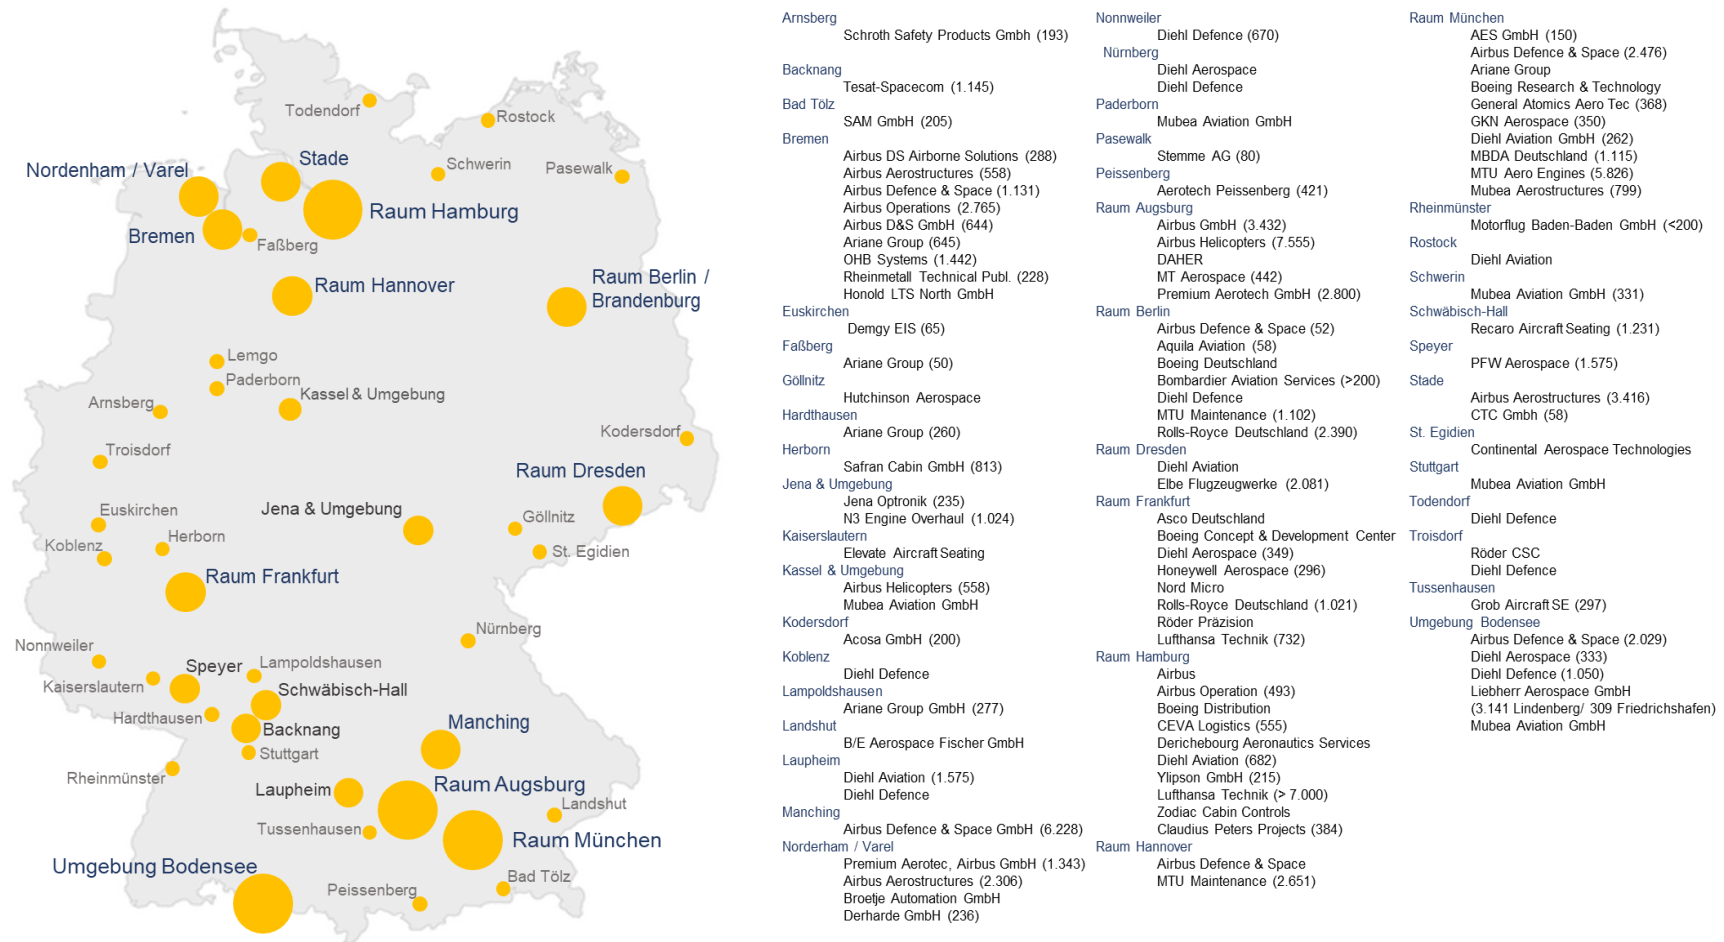 Todendorf
Rostock
Stade
Schwerin
Pasewalk
Nordenham / Varel
Raum Hamburg
Bremen
Faßberg
Raum Hannover
Raum Berlin /
Brandenburg
Lemgo
Paderborn
Kassel & Umgebung
Arnsberg
Kodersdorf
Troisdorf
Raum Dresden
Euskirchen
Jena & Umgebung
Göllnitz
Herborn
Koblenz
St. Egidien
Raum Frankfurt
Nürnberg
Nonnweiler
Speyer
Lampoldshausen
Kaiserslautern
Schwäbisch-Hall
Hardthausen
Manching
Backnang
Stuttgart
Rheinmünster
Laupheim
Raum Augsburg
Landshut
Tussenhausen
Raum München
Umgebung Bodensee
Peissenberg
Bad Tölz
Arnsberg
Schroth Safety Products Gmbh (193)
Backnang
Tesat-Spacecom (1.145)
Bad Tölz
SAM GmbH (205)
Bremen
Airbus DS Airborne Solutions (288)
Airbus Aerostructures (558)
Airbus Defence & Space (1.131)
Airbus Operations (2.765)
Airbus D&S GmbH (644)
Ariane Group (645)
OHB Systems (1.442)
Rheinmetall Technical Publ. (228)
Honold LTS North GmbH
Euskirchen
Demgy EIS (65)
Faßberg
Ariane Group (50)
Göllnitz
Hutchinson Aerospace
Hardthausen
Ariane Group (260)
Herborn
Safran Cabin GmbH (813)
Jena & Umgebung
Jena Optronik (235)
N3 Engine Overhaul (1.024)
Kaiserslautern
Elevate Aircraft Seating
Kassel & Umgebung
Airbus Helicopters (558)
Mubea Aviation GmbH
Kodersdorf
Acosa GmbH (200)
Koblenz
Diehl Defence
Lampoldshausen
Ariane Group GmbH (277)
Landshut
B/E Aerospace Fischer GmbH
Laupheim
Diehl Aviation (1.575)
Diehl Defence
Manching
Airbus Defence & Space GmbH (6.228)
Norderham / Varel
Premium Aerotec, Airbus GmbH (1.343)
Airbus Aerostructures (2.306)
Broetje Automation GmbH
Derharde GmbH (236)
Nonnweiler
Diehl Defence (670)
Nürnberg
Diehl Aerospace
Diehl Defence
Paderborn
Mubea Aviation GmbH
Pasewalk
Stemme AG (80)
Peissenberg
Aerotech Peissenberg (421)
Raum Augsburg
Airbus GmbH (3.432)
Airbus Helicopters (7.555)
DAHER
MT Aerospace (442)
Premium Aerotech GmbH (2.800)
Raum Berlin
Airbus Defence & Space (52)
Aquila Aviation (58)
Boeing Deutschland
Bombardier Aviation Services (>200)
Diehl Defence
MTU Maintenance (1.102)
Rolls-Royce Deutschland (2.390)
Raum Dresden
Diehl Aviation
Elbe Flugzeugwerke (2.081)
Raum Frankfurt
Asco Deutschland
Boeing Concept & Development Center
Diehl Aerospace (349)
Honeywell Aerospace (296)
Nord Micro
Rolls-Royce Deutschland (1.021)
Röder Präzision
Lufthansa Technik (732)
Raum Hamburg
Airbus
Airbus Operation (493)
Boeing Distribution
CEVA Logistics (555)
Derichebourg Aeronautics Services
Diehl Aviation (682)
Ylipson GmbH (215)
Lufthansa Technik (> 7.000)
Zodiac Cabin Controls
Claudius Peters Projects (384)
Raum Hannover
Airbus Defence & Space
MTU Maintenance (2.651)
Raum München
AES GmbH (150)
Airbus Defence & Space (2.476)
Ariane Group
Boeing Research & Technology
General Atomics Aero Tec (368)
GKN Aerospace (350)
Diehl Aviation GmbH (262)
MBDA Deutschland (1.115)
MTU Aero Engines (5.826)
Mubea Aerostructures (799)
Rheinmünster
Motorflug Baden-Baden GmbH (<200)
Rostock
Diehl Aviation
Schwerin
Mubea Aviation GmbH (331)
Schwäbisch-Hall
Recaro Aircraft Seating (1.231)
Speyer
PFW Aerospace (1.575)
Stade
Airbus Aerostructures (3.416)
CTC Gmbh (58)
St. Egidien
Continental Aerospace Technologies
Stuttgart
Mubea Aviation GmbH
Todendorf
Diehl Defence
Troisdorf
Röder CSC
Diehl Defence
Tussenhausen
Grob Aircraft SE (297)
Umgebung Bodensee
Airbus Defence & Space (2.029)
Diehl Aerospace (333)
Diehl Defence (1.050)
Liebherr Aerospace GmbH
(3.141 Lindenberg/ 309 Friedrichshafen)
Mubea Aviation GmbH